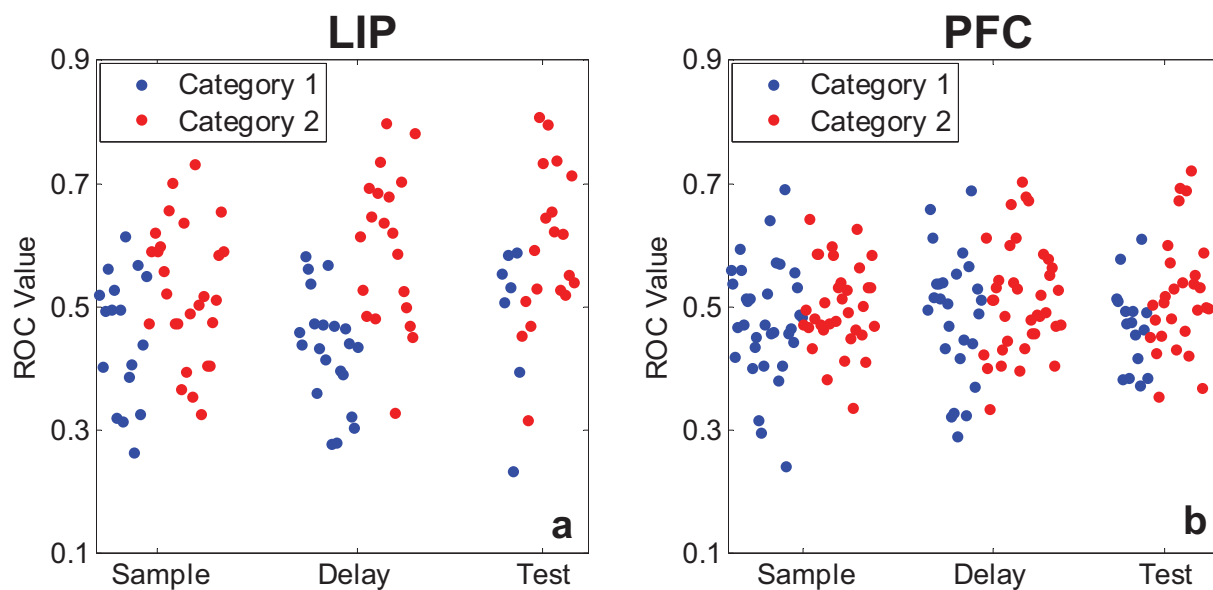 LIP
0.9
0.7
0.5
0.3
0.1
ROC Value
Category 1
Category 2
a
Sample Delay Test
PFC
0.9
0.7
0.5
0.3
0.1
ROC Value
Category 1
Category 2
b
Sample Delay Test